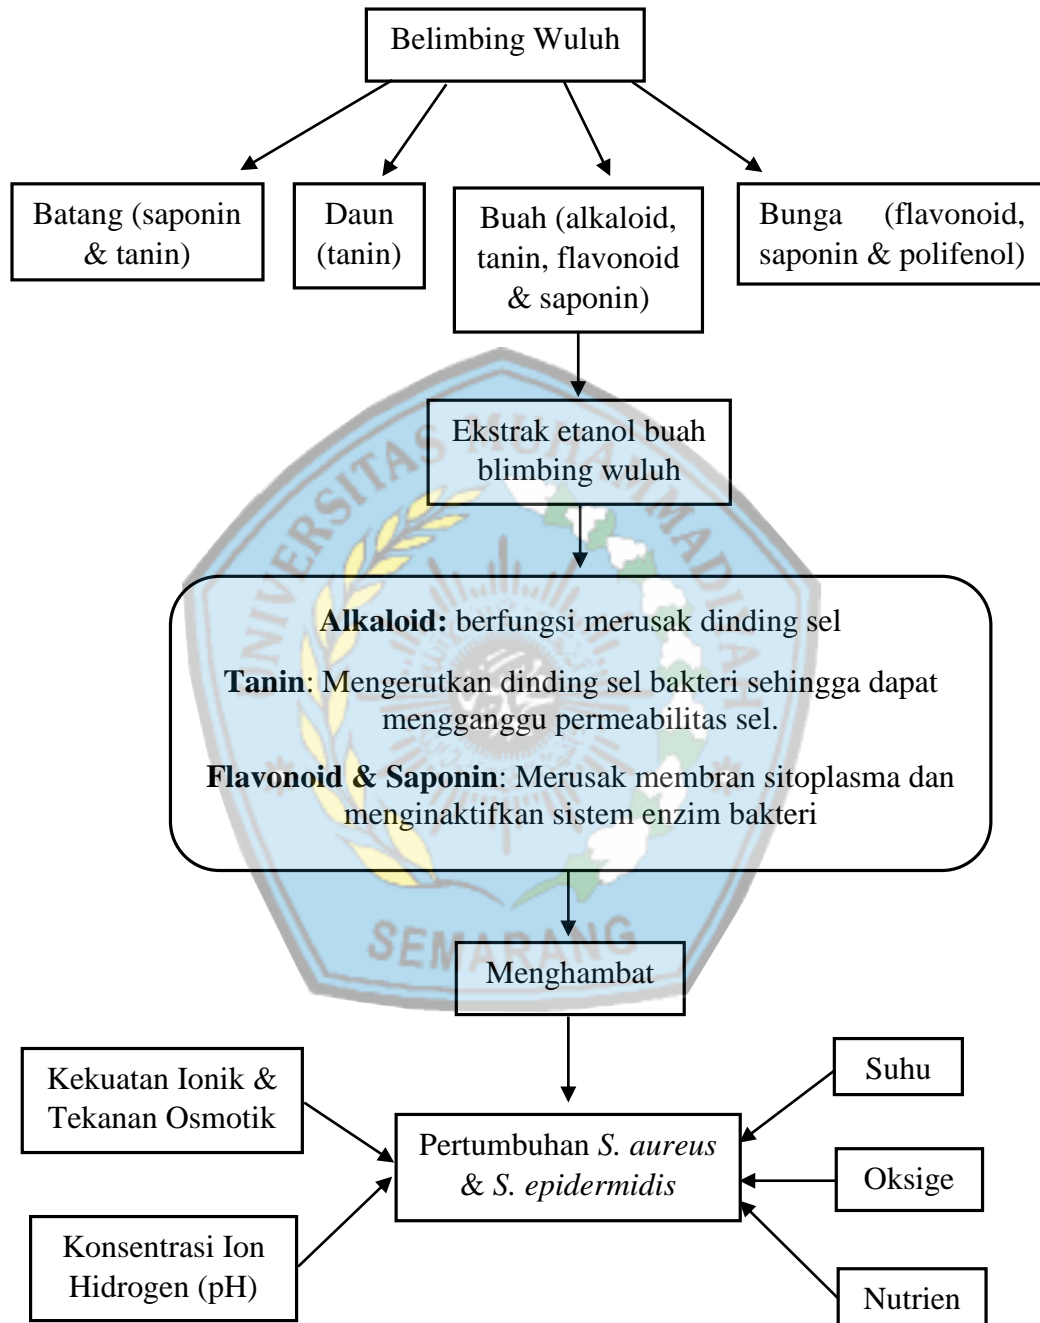 Belimbing Wuluh
Batang (saponin
& tanin)
Daun
(tanin)
Buah (alkaloid,
tanin, flavonoid
& saponin)
Bunga (flavonoid,
saponin & polifenol)
Ekstrak etanol buah
blimbing wuluh
UNIVERSITAS MUHAMMADIYAH
Alkaloid: berfungsi merusak dinding sel
Tanin: Mengerutkan dinding sel bakteri sehingga dapat
mengganggu permeabilitas sel.
Flavonoid & Saponin: Merusak membran sitoplasma dan
menginaktifkan sistem enzim bakteri
SEMARANG
Menghambat
Kekuatan Ionik &
Tekanan Osmotik
Suhu
Pertumbuhan S. aureus
& S. epidermidis
Oksige
Konsentrasi Ion
Hidrogen (pH)
Nutrien